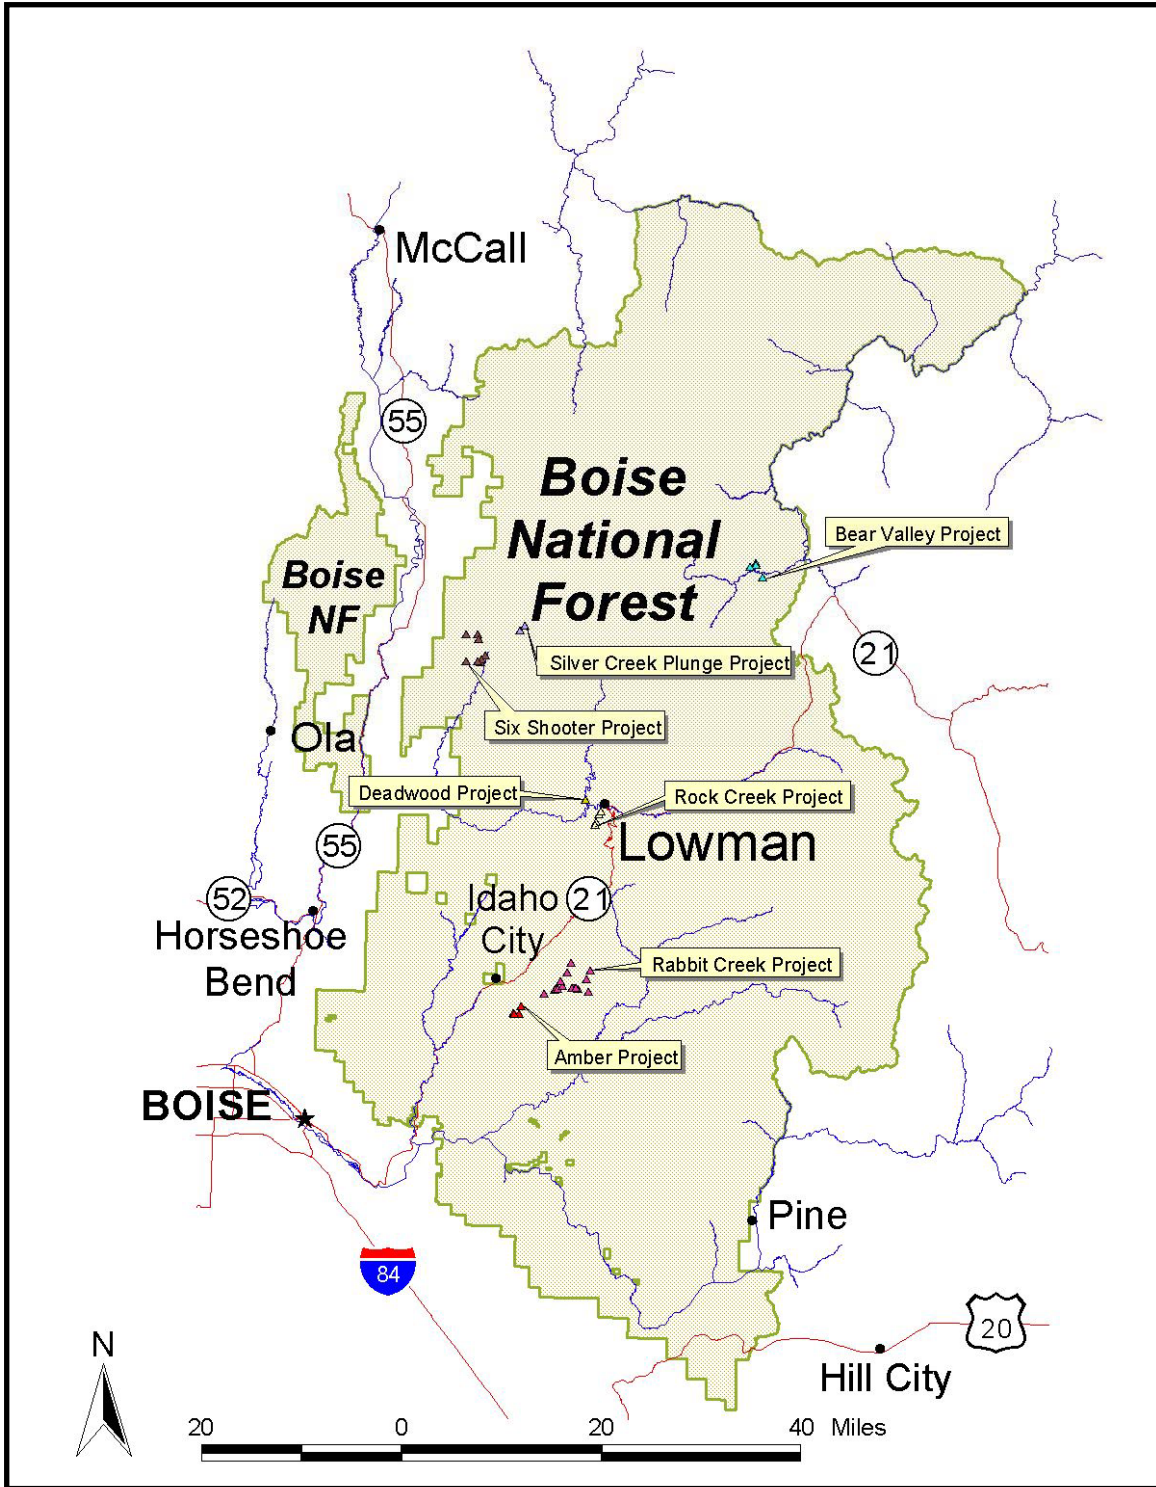 McCall
55
Boise
National
Forest
Bear Valley Project
Boise
NF
Silver Creek Plunge Project
21
Six Shooter Project
Ola
Deadwood Project
Rock Creek Project
Lowman
55
52
Idaho
City
21
Horseshoe
Bend
Rabbit Creek Project
Amber Project
BOISE
Pine
84
20
N
Hill City
20 0 20 40 Miles